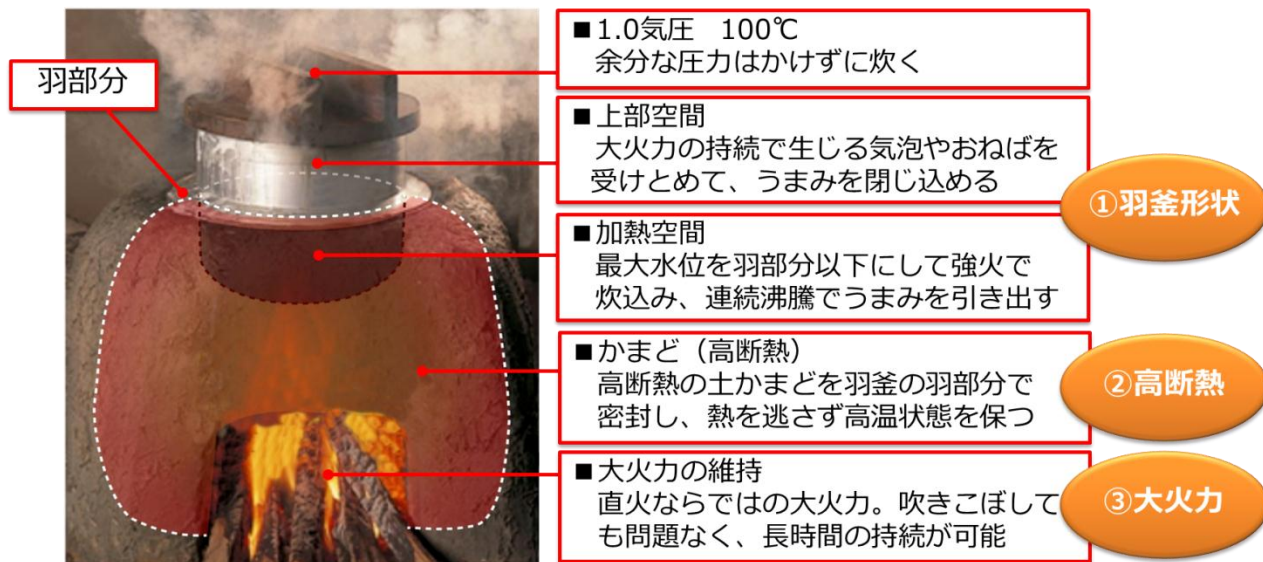 羽部分
■1.0気圧 100℃
余分な圧力はかけずに炊く
■上部空間
大火力の持続で生じる気泡やおねばを
受けとめて、うまみを閉じ込める
①羽釜形状
■加熱空間
最大水位を羽部分以下にして強火で
炊込み、連続沸騰でうまみを引き出す
■かまど（高断熱）
高断熱の土かまどを羽釜の羽部分で
密封し、熱を逃さず高温状態を保つ
②高断熱
■大火力の維持
直火ならではの大火力。吹きこぼして
も問題なく、長時間の持続が可能
③大火力